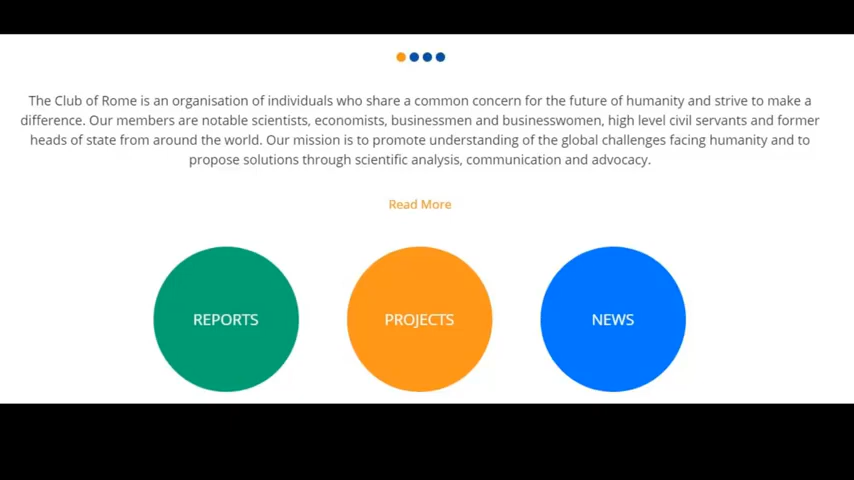 The Club of Rome is an organisation of individuals who share a common concern for the future of humanity and strive to make a
difference. Our members are notable scientists, economists, businessmen and businesswomen, high level civil servants and former
heads of state from around the world. Our mission is to promote understanding of the global challenges facing humanity and to
propose solutions through scientific analysis, communication and advocacy.
Read More
REPORTS
PROJECTS
NEWS